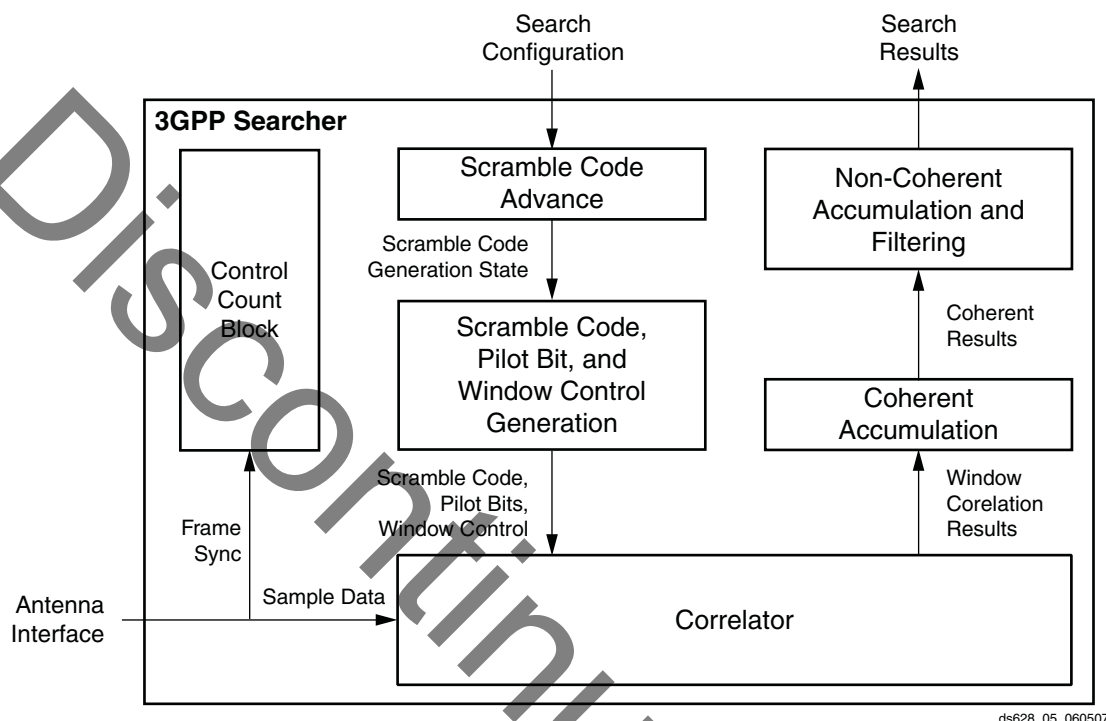 Search
Configuration
Search
Results
3GPP Searcher
Control
Count
Block
Scramble Code
Advance
Scramble Code
Generation State
Scramble Code,
Pilot Bit, and
Window Control
Generation
Scramble Code,
Pilot Bits,
Window Control
Non-Coherent
Accumulation and
Filtering
Coherent
Results
Coherent
Accumulation
Window
Corelation
Results
Frame
Sync
Antenna
Interface
Sample Data
Correlator
ds628_05_060507
Discontinu